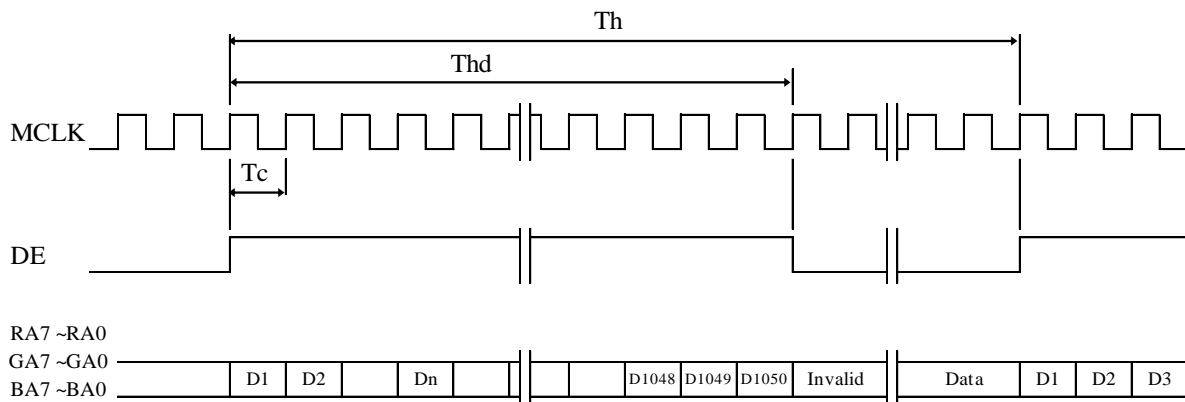 Th
Thd
MCLK
Tc
DE
RA7 ~RA0
GA7 ~GA0
BA7 ~BA0
D1 D2 Dn D1048 D1049 D1050 Invalid Data D1 D2 D3